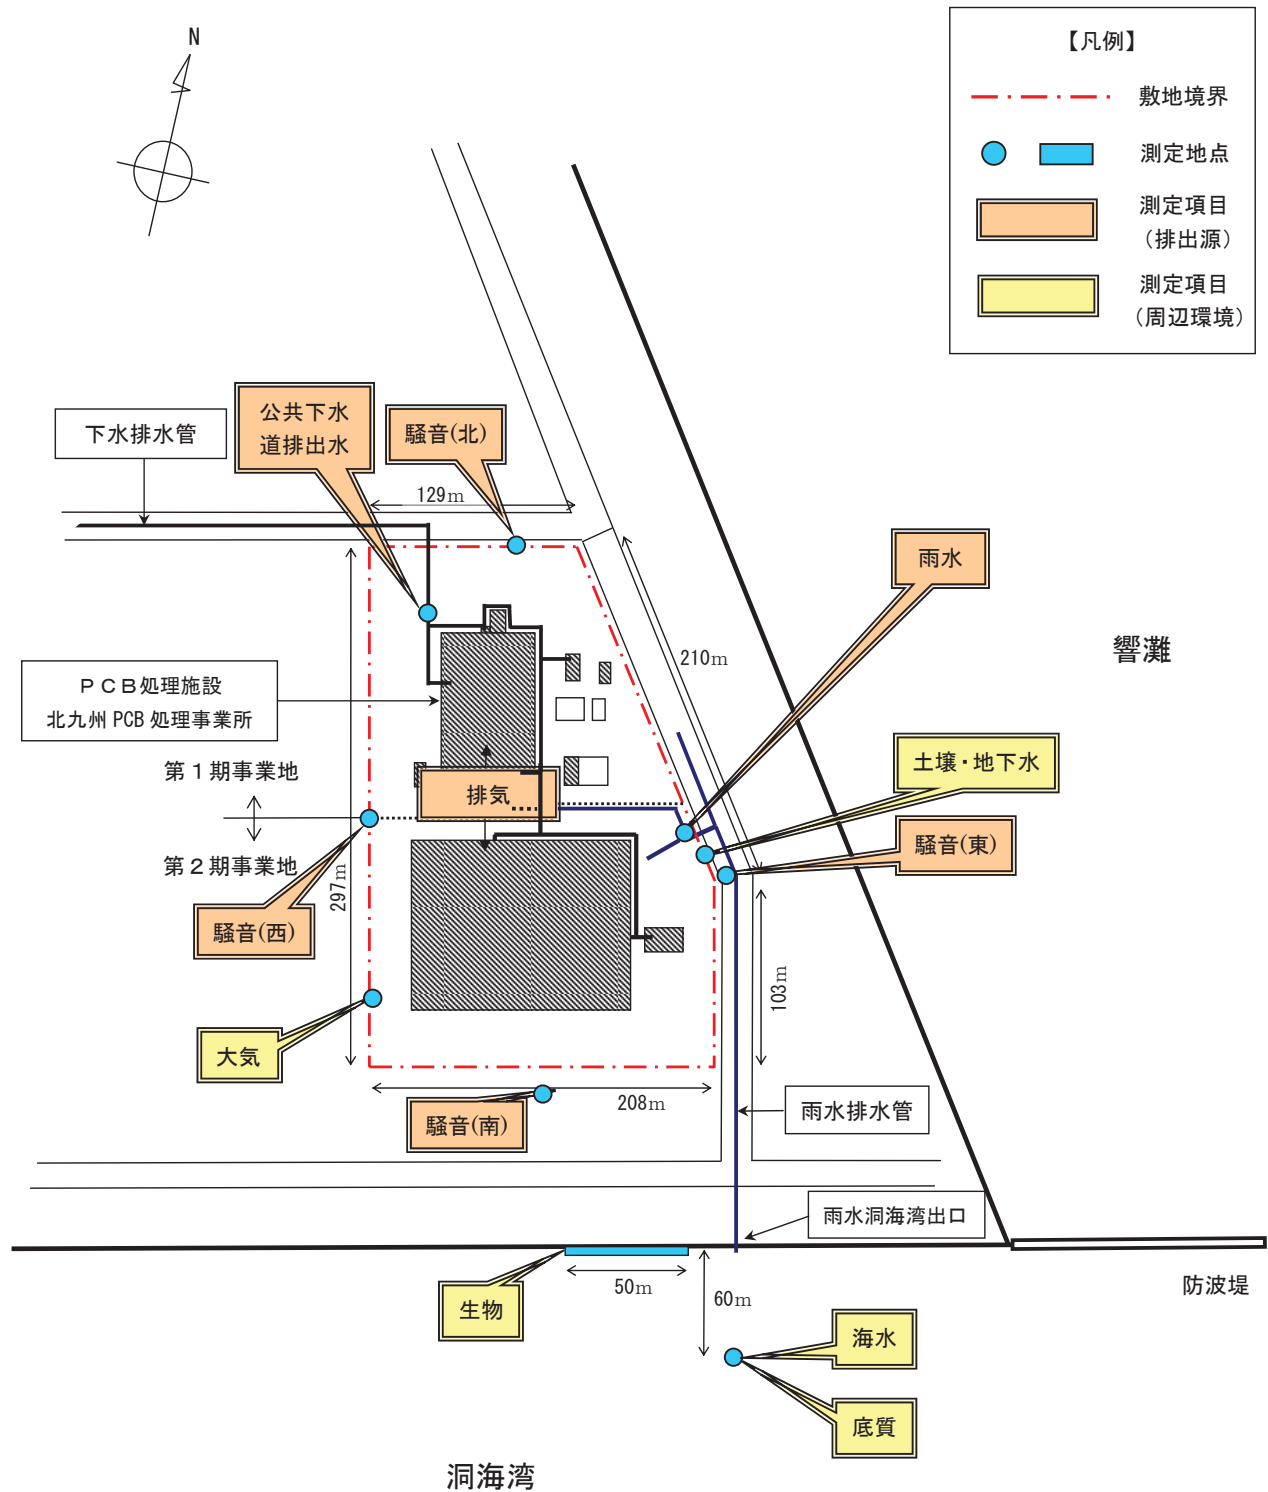 N
【凡例】
敷地境界
測定地点
測定項目
（排出源）
測定項目
（周辺環境）
公共下水
道排出水
騒音(北)
下水排水管
129m
雨水
響灘
210m
ＰＣＢ処理施設
北九州 PCB 処理事業所
土壌・地下水
第１期事業地
排気
騒音(東)
第２期事業地
297m
騒音(西)
103m
大気
208m
雨水排水管
騒音(南)
雨水洞海湾出口
50m
60m
防波堤
生物
海水
底質
洞海湾